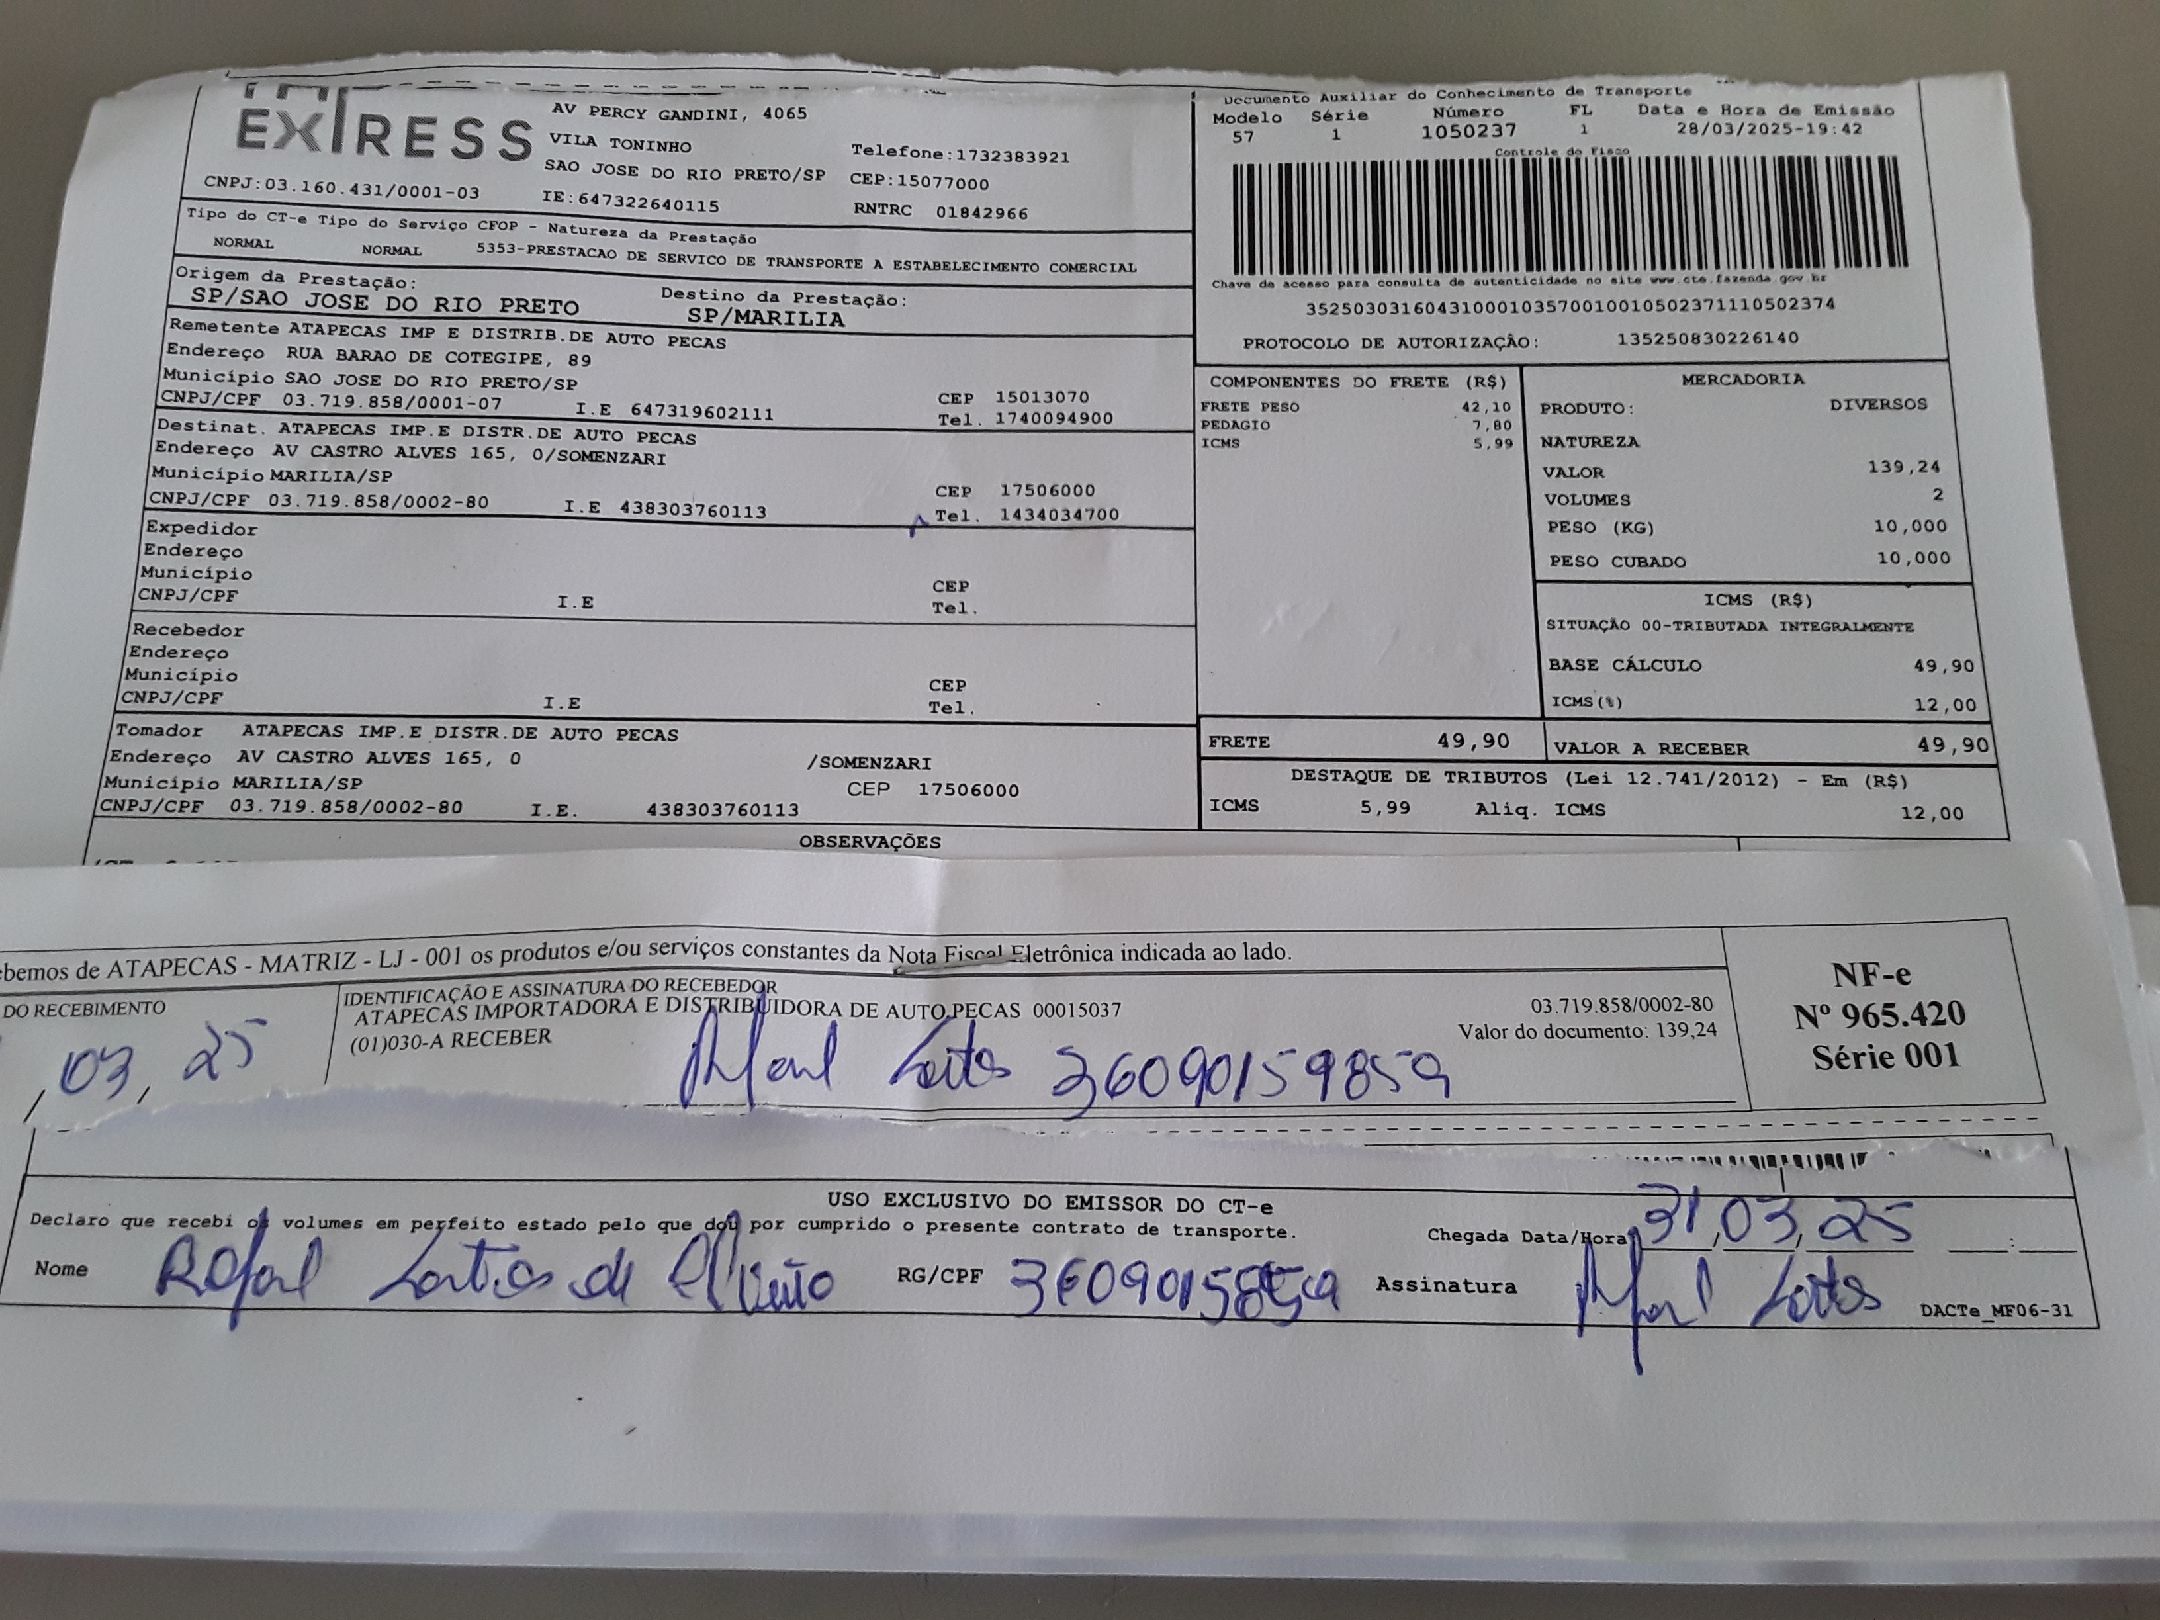 EXPRESS
AV PERCY GANDINI, 4065
VILA TONINHO
Telefone:1732383921
SAO JOSE DO RIO PRETO/SP CEP:15077000
CNPJ:03.160.431/0001-03 IE:647322640115 RNTRC 01842966
Tipo do CT-e Tipo do Serviço CFOP - Natureza da Prestação
NORMAL NORMAL 5353-PRESTACAO DE SERVICO DE TRANSPORTE A ESTABELECIMENTO COMERCIAL
Origem da Prestação: Destino da Prestação:
SP/SAO JOSE DO RIO PRETO SP/MARILIA
Remetente ATAPECAS IMP E DISTRIB.DE AUTO PECAS
Endereço RUA BARAO DE COTEGIPE, 89
Município SAO JOSE DO RIO PRETO/SP CEP 15013070
CNPJ/CPF 03.719.858/0001-07 I.E 647319602111 Tel. 1740094900
Destinat. ATAPECAS IMP.E DISTR.DE AUTO PECAS
Endereço AV CASTRO ALVES 165, 0/SOMENZARI
Município MARILIA/SP CEP 17506000
CNPJ/CPF 03.719.858/0002-80 I.E 438303760113 Tel. 1434034700
Expedidor
Endereço
Município CEP
CNPJ/CPF I.E Tel.
Recebedor
Endereço
Município CEP
CNPJ/CPF I.E Tel.
Tomador ATAPECAS IMP.E DISTR.DE AUTO PECAS
Endereço AV CASTRO ALVES 165, 0 /SOMENZARI
Município MARILIA/SP CEP 17506000
CNPJ/CPF 03.719.858/0002-80 I.E. 438303760113
OBSERVAÇÕES
Documento Auxiliar do Conhecimento de Transporte
Modelo Série Número FL Data e Hora de Emissão
57 1 1050237 1 28/03/2025-19:42
Controle do Fisco
Chave de acesso para consulta de autenticidade no site www.cte.fazenda.gov.br
35250303160431000103570010010502371110502374
PROTOCOLO DE AUTORIZAÇÃO: 135250830226140
COMPONENTES DO FRETE (R$)
FRETE PESO 42,10
PEDAGIO 7,80
ICMS 5,99
MERCADORIA
PRODUTO: DIVERSOS
NATUREZA
VALOR 139,24
VOLUMES 2
PESO (KG) 10,000
PESO CUBADO 10,000
ICMS (R$)
SITUAÇÃO 00-TRIBUTADA INTEGRALMENTE
BASE CÁLCULO 49,90
ICMS(%) 12,00
FRETE 49,90 VALOR A RECEBER 49,90
DESTAQUE DE TRIBUTOS (Lei 12.741/2012) - Em (R$)
ICMS 5,99 Aliq. ICMS 12,00
ebemos de ATAPECAS - MATRIZ - LJ - 001 os produtos e/ou serviços constantes da Nota Fiscal Eletrônica indicada ao lado.
DO RECEBIMENTO
, 03, 25
IDENTIFICAÇÃO E ASSINATURA DO RECEBEDOR
ATAPECAS IMPORTADORA E DISTRIBUIDORA DE AUTO PECAS 00015037 03.719.858/0002-80
(01)030-A RECEBER Valor do documento: 139,24
36090159859
NF-e
Nº 965.420
Série 001
USO EXCLUSIVO DO EMISSOR DO CT-e
Declaro que recebi os volumes em perfeito estado pelo que dou por cumprido o presente contrato de transporte. Chegada Data/Hora 31,03,25 :
Nome de RG/CPF Assinatura DACTe_MF06-31